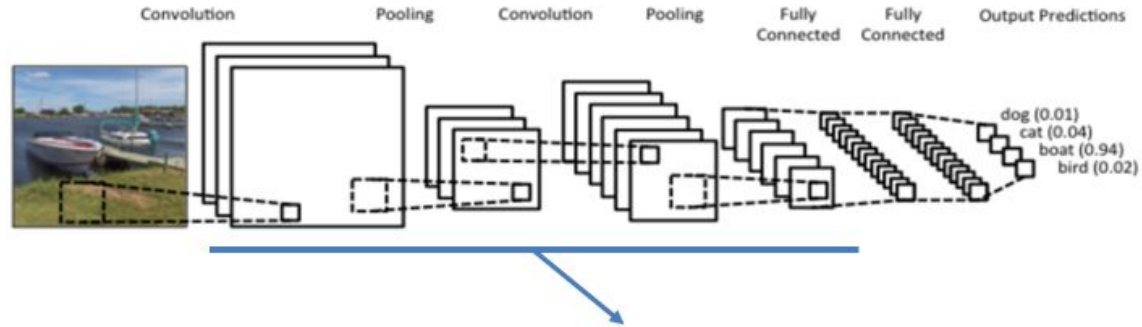 Convolution Pooling Convolution Pooling Fully Connected Fully Connected Output Predictions
dog (0.01)
cat (0.04)
boat (0.94)
bird (0.02)